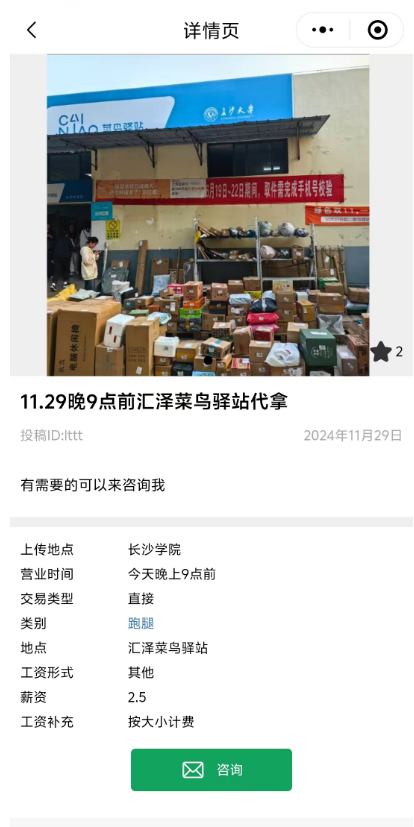 详情页
CAI
NIAO 菜鸟驿站
长沙大学
月19日-22日期间，取件需完成手机号校验
2
11.29晚9点前汇泽菜鸟驿站代拿
投稿ID:lttt
2024年11月29日
有需要的可以来咨询我
上传地点 长沙学院
营业时间 今天晚上9点前
交易类型 直接
类别 跑腿
地点 汇泽菜鸟驿站
工资形式 其他
薪资 2.5
工资补充 按大小计费
咨询